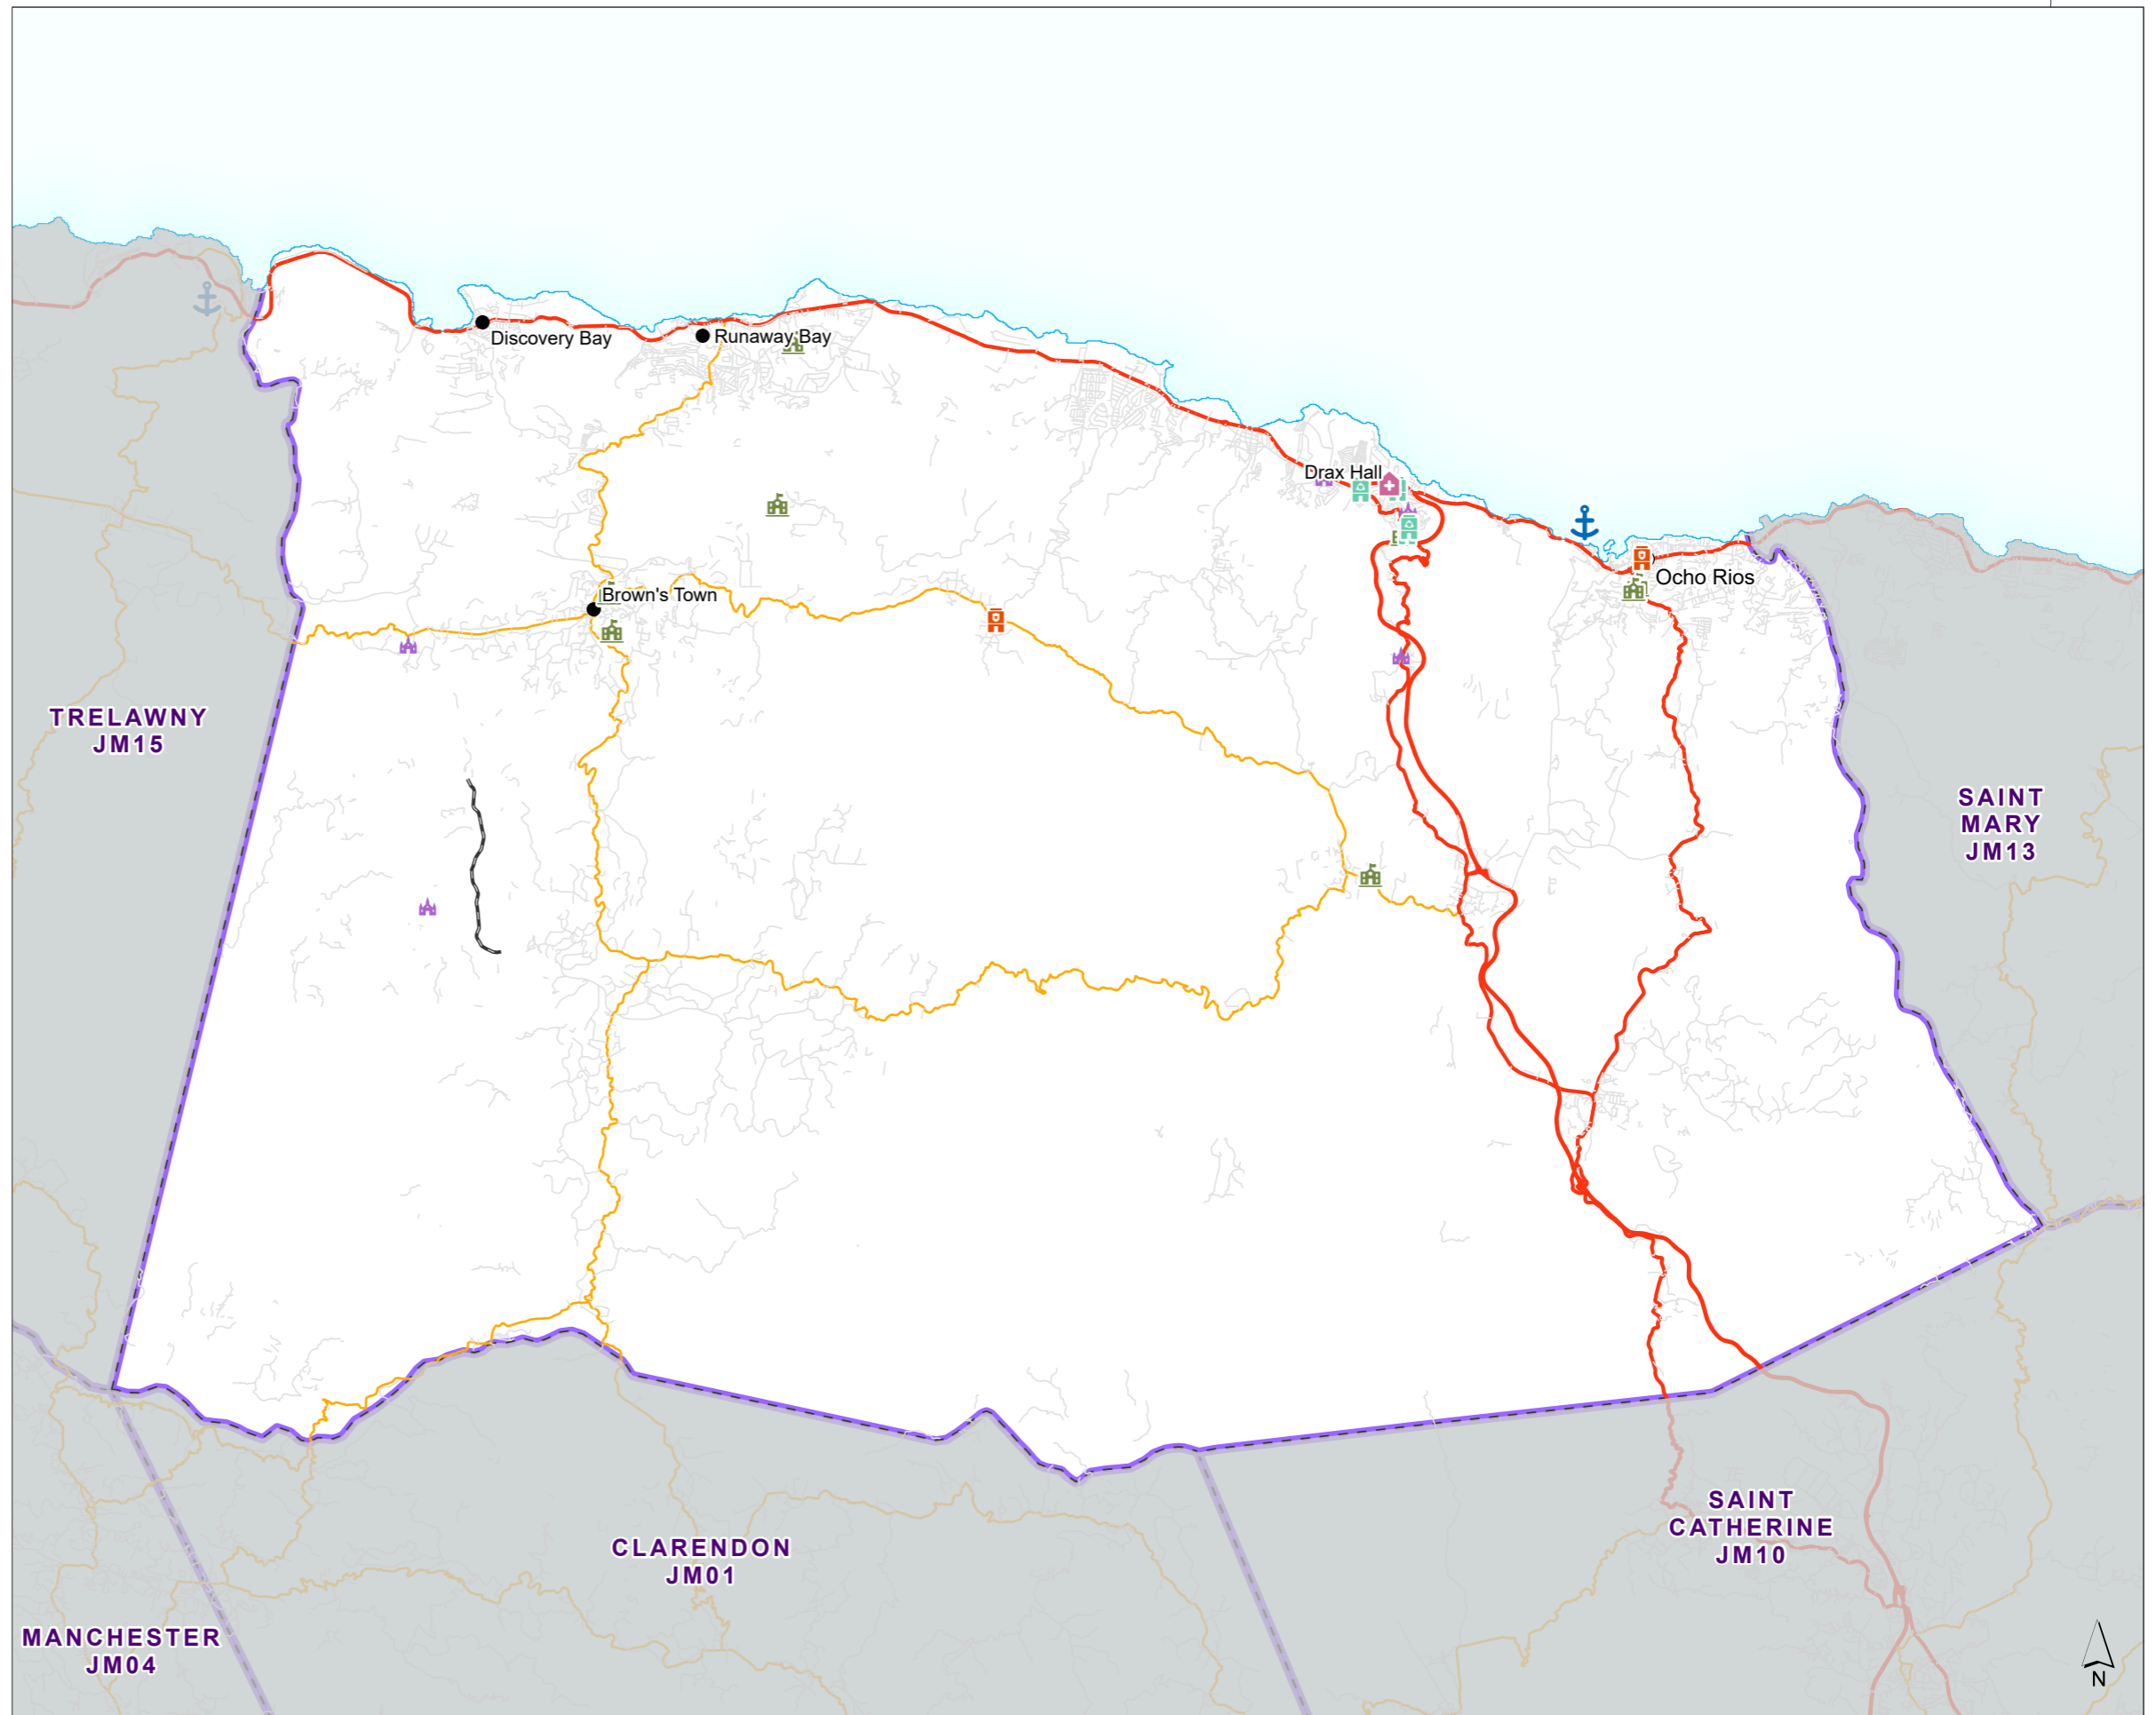 Discovery Bay
Runaway Bay
Drax Hall
Ocho Rios
Brown's Town
TRELAWNY
JM15
SAINT
MARY
JM13
SAINT
CATHERINE
JM10
CLARENDON
JM01
MANCHESTER
JM04
N